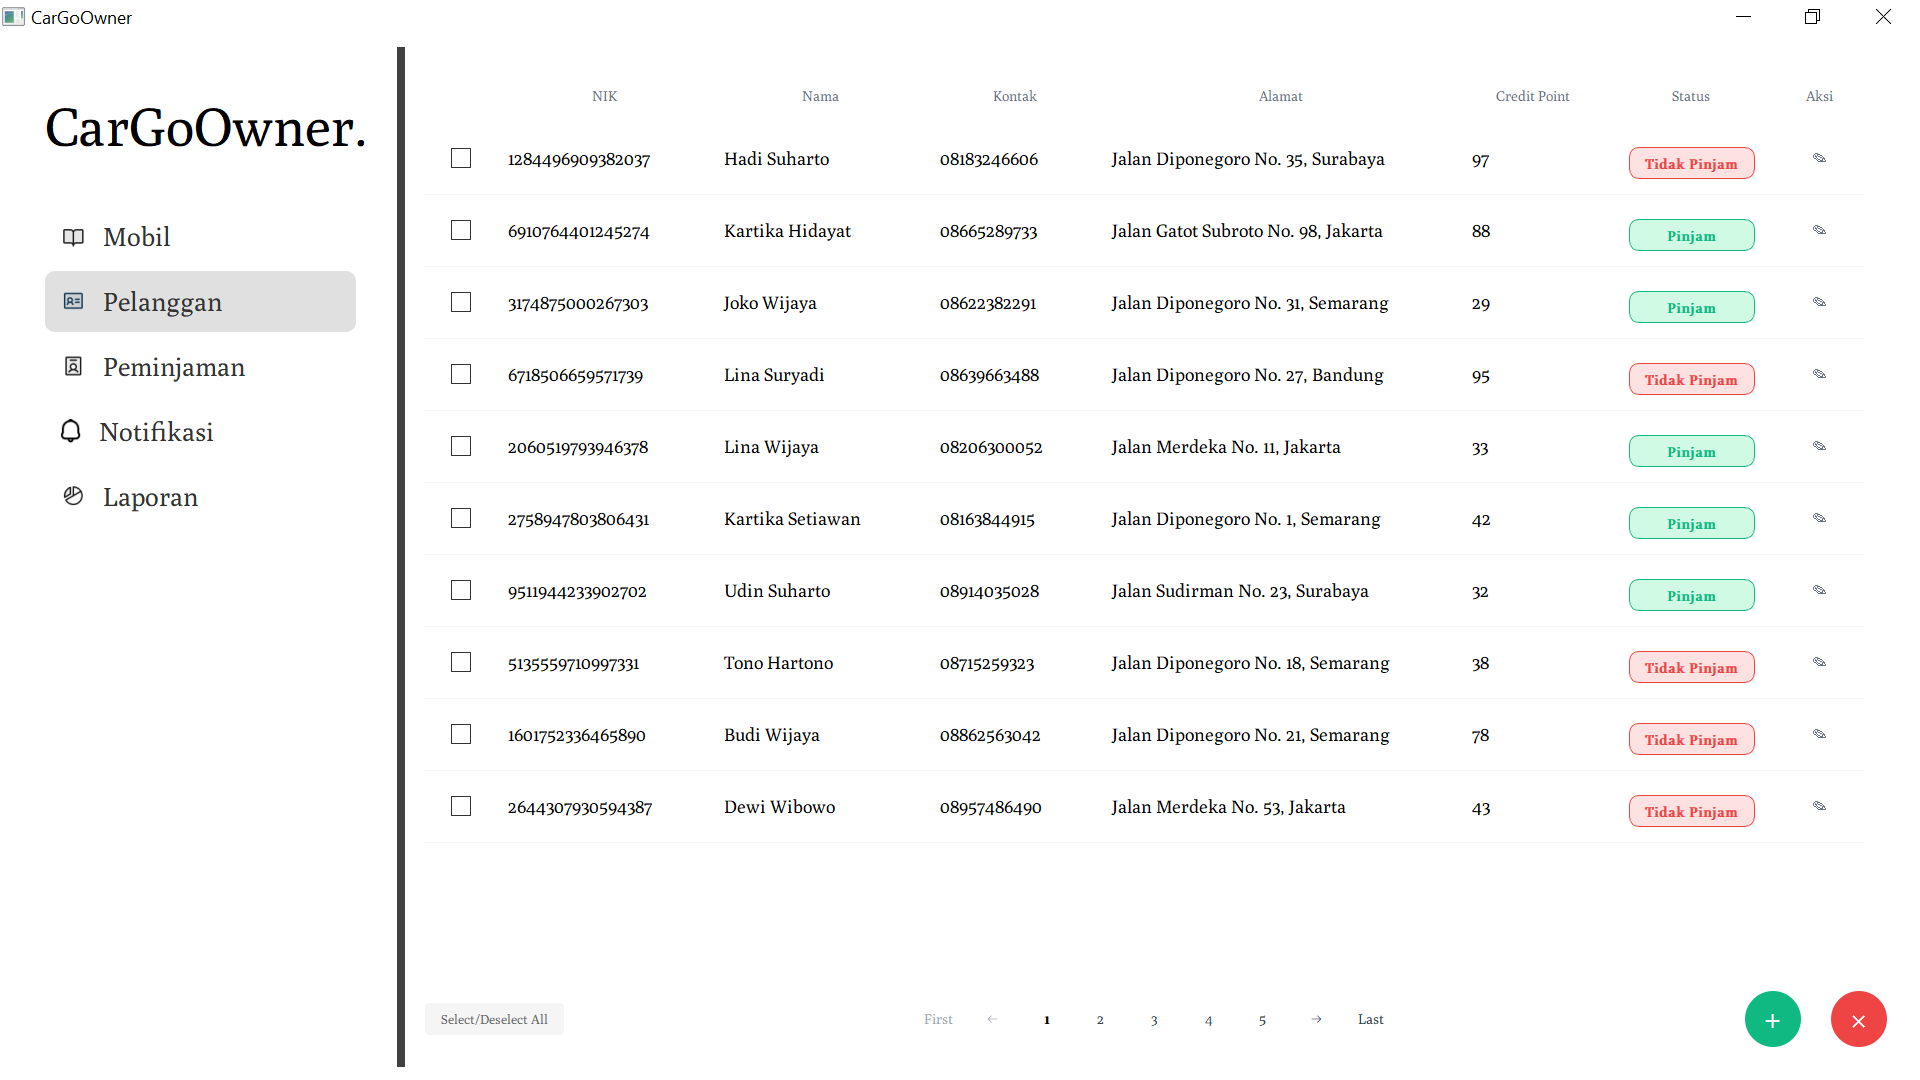 CarGoOwner
CarGoOwner.
Mobil
Pelanggan
Peminjaman
Notifikasi
Laporan
NIK Nama Kontak Alamat Credit Point Status Aksi
1284496909382037 Hadi Suharto 08183246606 Jalan Diponegoro No. 35, Surabaya 97 Tidak Pinjam
6910764401245274 Kartika Hidayat 08665289733 Jalan Gatot Subroto No. 98, Jakarta 88 Pinjam
3174875000267303 Joko Wijaya 08622382291 Jalan Diponegoro No. 31, Semarang 29 Pinjam
6718506659571739 Lina Suryadi 08639663488 Jalan Diponegoro No. 27, Bandung 95 Tidak Pinjam
2060519793946378 Lina Wijaya 08206300052 Jalan Merdeka No. 11, Jakarta 33 Pinjam
2758947803806431 Kartika Setiawan 08163844915 Jalan Diponegoro No. 1, Semarang 42 Pinjam
9511944233902702 Udin Suharto 08914035028 Jalan Sudirman No. 23, Surabaya 32 Pinjam
5135559710997331 Tono Hartono 08715259323 Jalan Diponegoro No. 18, Semarang 38 Tidak Pinjam
1601752336465890 Budi Wijaya 08862563042 Jalan Diponegoro No. 21, Semarang 78 Tidak Pinjam
2644307930594387 Dewi Wibowo 08957486490 Jalan Merdeka No. 53, Jakarta 43 Tidak Pinjam
Select/Deselect All First ← 1 2 3 4 5 → Last + ×